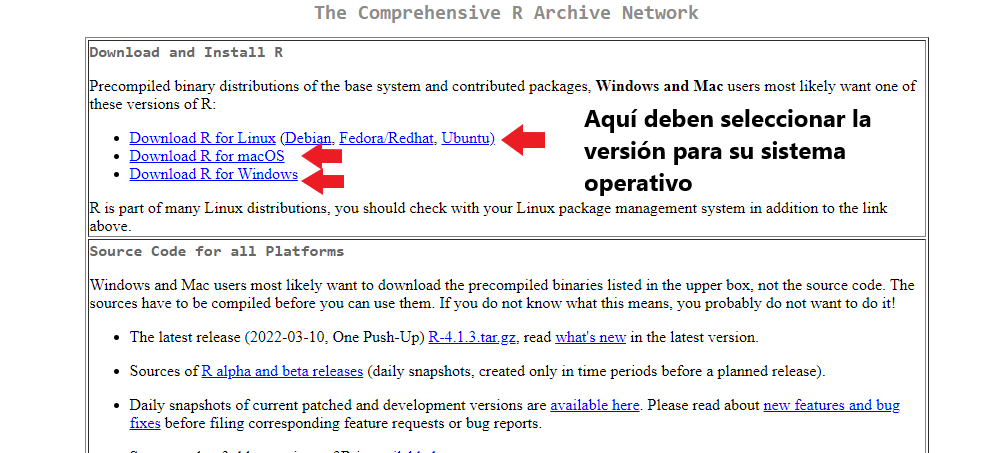 The Comprehensive R Archive Network
Download and Install R
Precompiled binary distributions of the base system and contributed packages, Windows and Mac users most likely want one of
these versions of R:
• Download R for Linux (Debian, Fedora/Redhat, Ubuntu)
• Download R for macOS
• Download R for Windows
Aquí deben seleccionar la
versión para su sistema
operativo
R is part of many Linux distributions, you should check with your Linux package management system in addition to the link
above.
Source Code for all Platforms
Windows and Mac users most likely want to download the precompiled binaries listed in the upper box, not the source code. The
sources have to be compiled before you can use them. If you do not know what this means, you probably do not want to do it!
• The latest release (2022-03-10, One Push-Up) R-4.1.3.tar.gz, read what's new in the latest version.
• Sources of R alpha and beta releases (daily snapshots, created only in time periods before a planned release).
• Daily snapshots of current patched and development versions are available here. Please read about new features and bug
fixes before filing corresponding feature requests or bug reports.